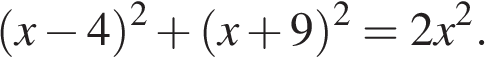 (x − 4)² + (x + 9)² = 2x².